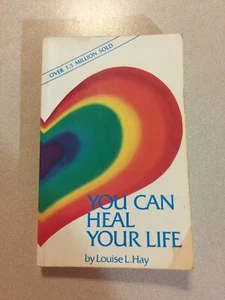 OVER 1.5 MILLION SOLD
YOU CAN
HEAL
YOUR LIFE
by Louise L. Hay